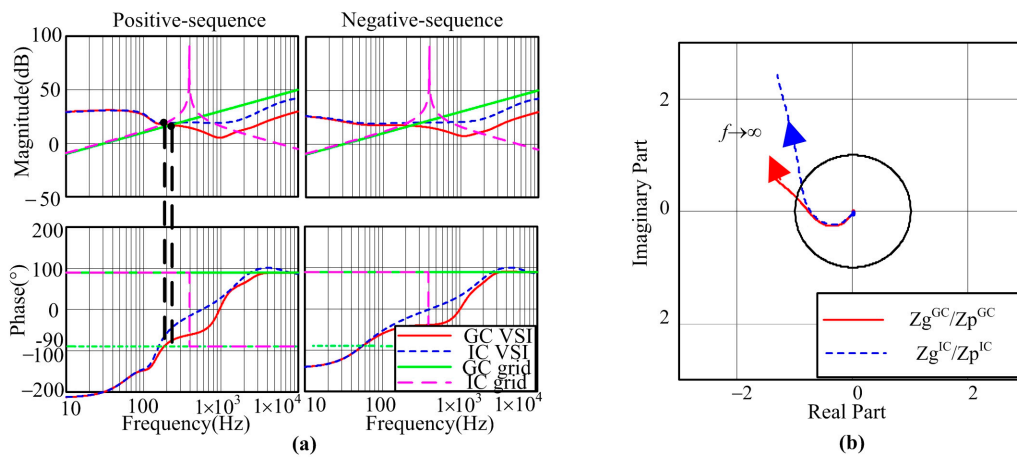 Positive-sequence
Negative-sequence
Magnitude(dB)
100
50
0
−50
Phase(°)
200
100
0
-90
−100
−200
GC VSI
IC VSI
GC grid
IC grid
10
100
1×10³
1×10⁴
10
100
1×10³
1×10⁴
Frequency(Hz)
Frequency(Hz)
(a)
Imaginary Part
2
0
2
f→∞
Zg^GC/Zp^GC
Zg^IC/Zp^IC
−2
0
2
Real Part
(b)